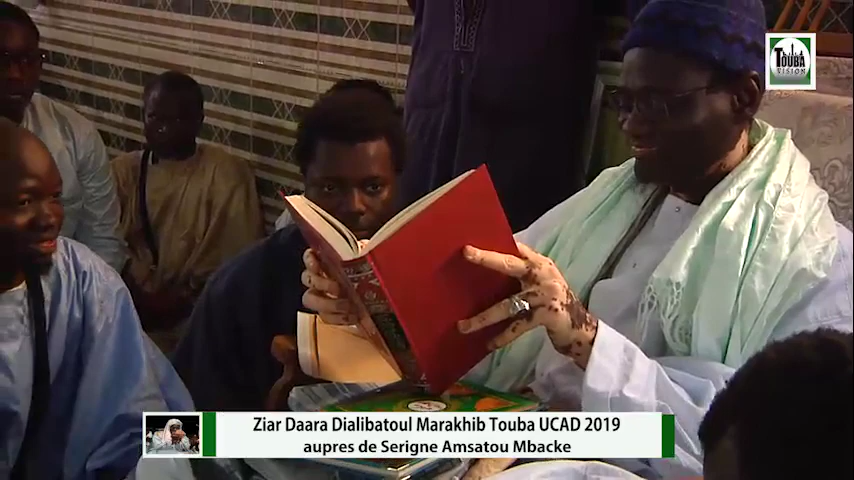 TOUBA
VISION
Ziar Daara Dialibatoul Marakhib Touba UCAD 2019
aupres de Serigne Amsatou Mbacke